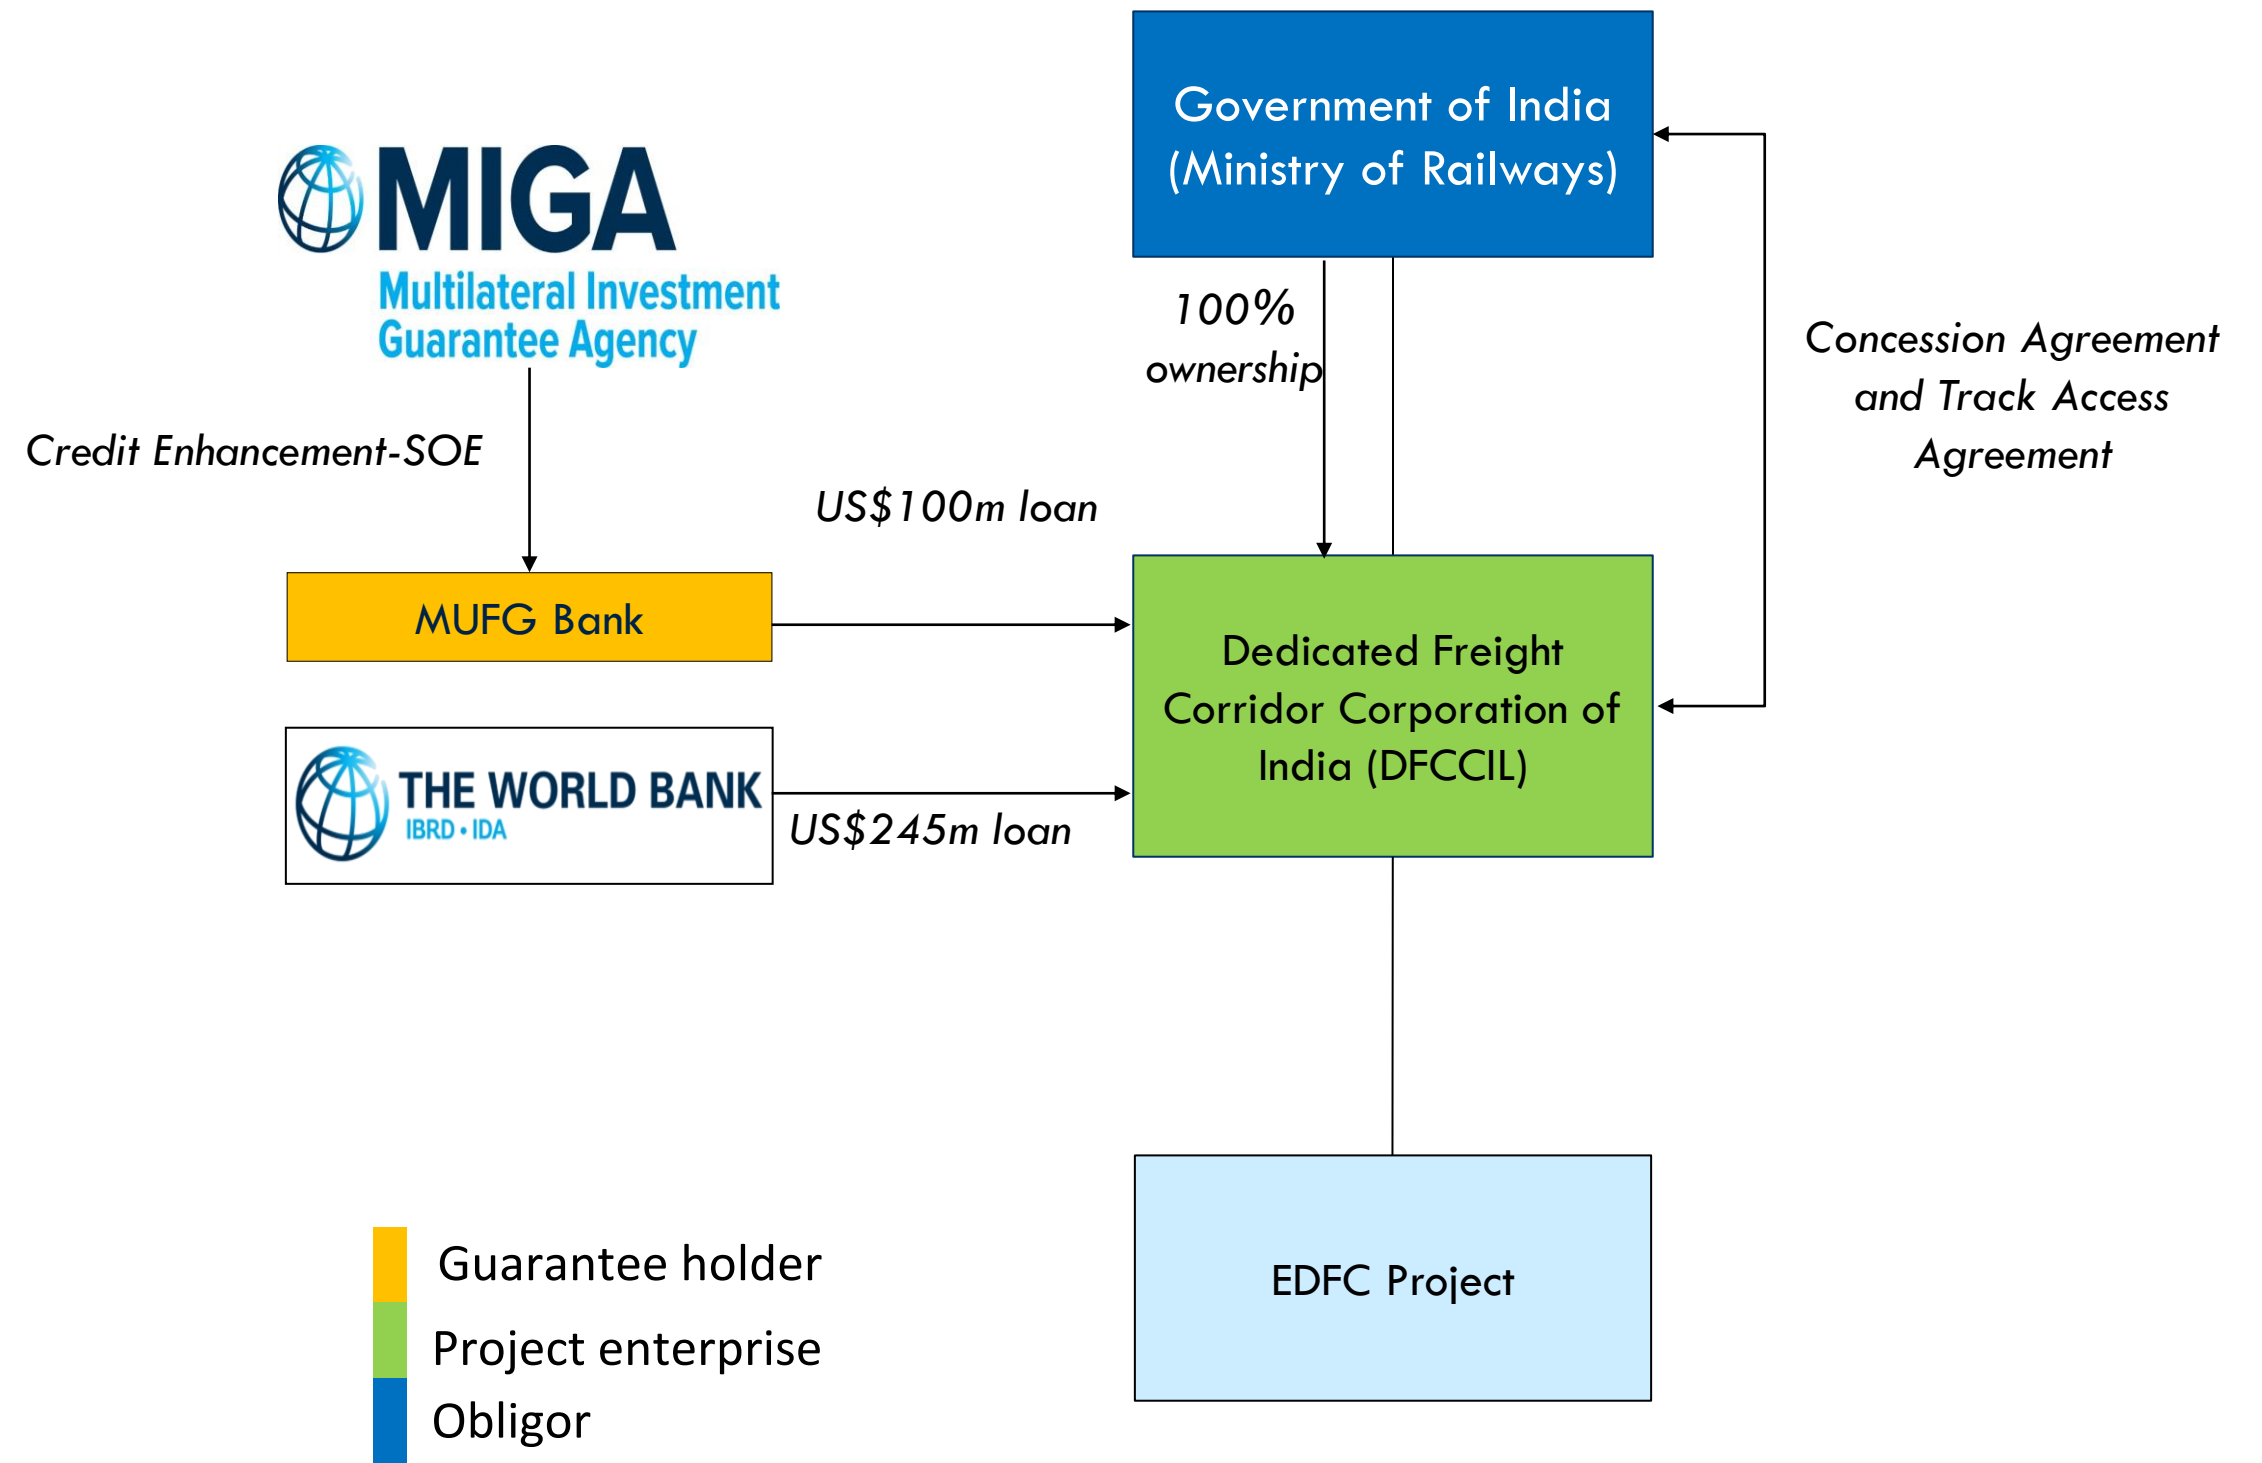 Government of India
(Ministry of Railways)
MIGA
Multilateral Investment
Guarantee Agency
100%
ownership
Concession Agreement
and Track Access
Agreement
Credit Enhancement-SOE
US$100m loan
MUFG Bank
Dedicated Freight
Corridor Corporation of
India (DFCCIL)
THE WORLD BANK
IBRD • IDA
US$245m loan
EDFC Project
Guarantee holder
Project enterprise
Obligor